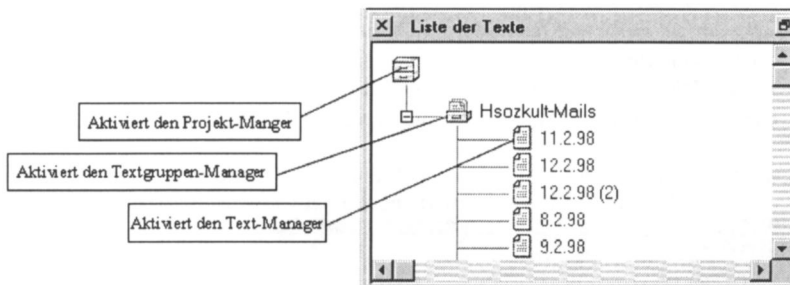 Liste der Texte
Aktiviert den Projekt-Manger
Hsozkult-Mails
11.2.98
Aktiviert den Textgruppen-Manager
12.2.98
12.2.98 (2)
Aktiviert den Text-Manager
8.2.98
9.2.98